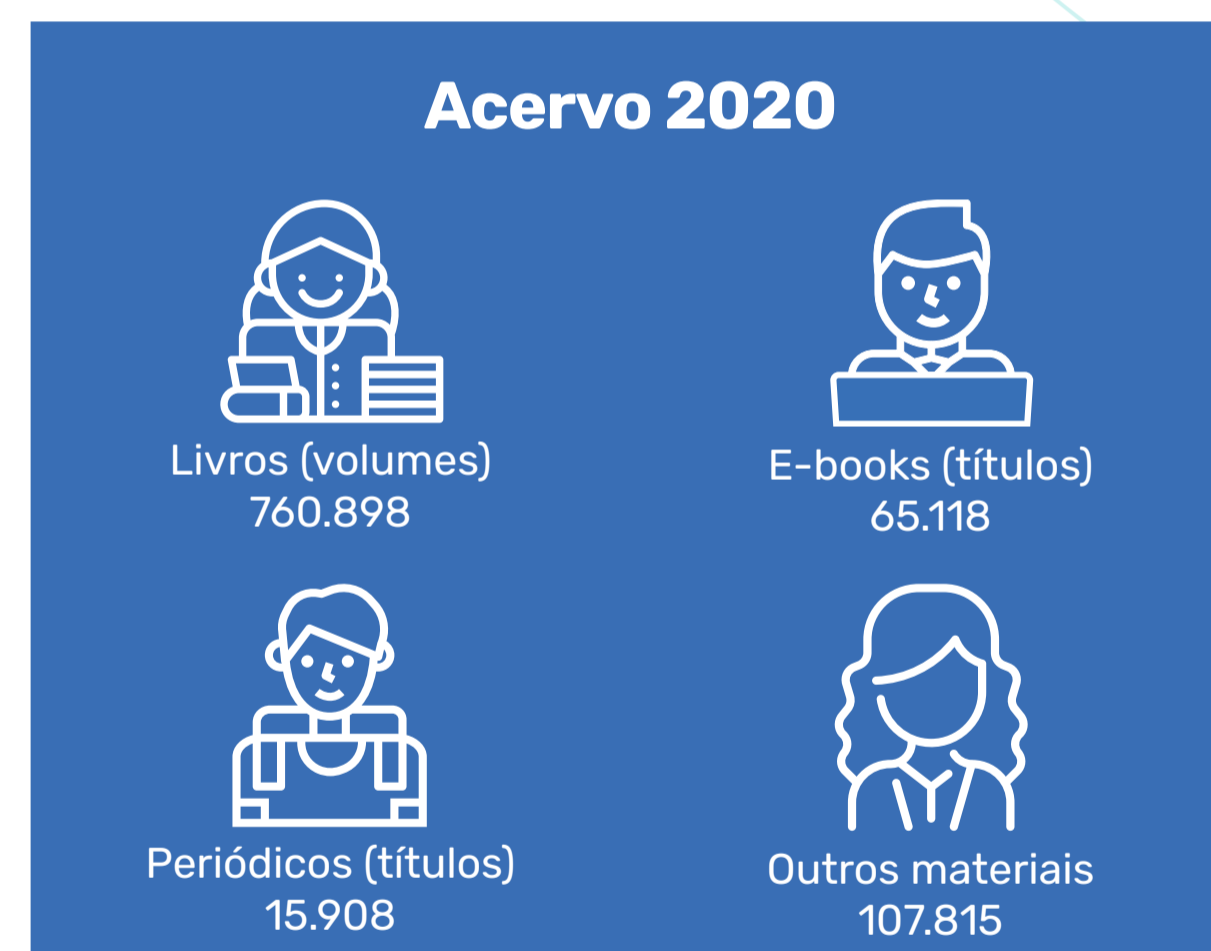 Acervo 2020
Livros (volumes)
760.898
E-books (títulos)
65.118
Periódicos (títulos)
15.908
Outros materiais
107.815